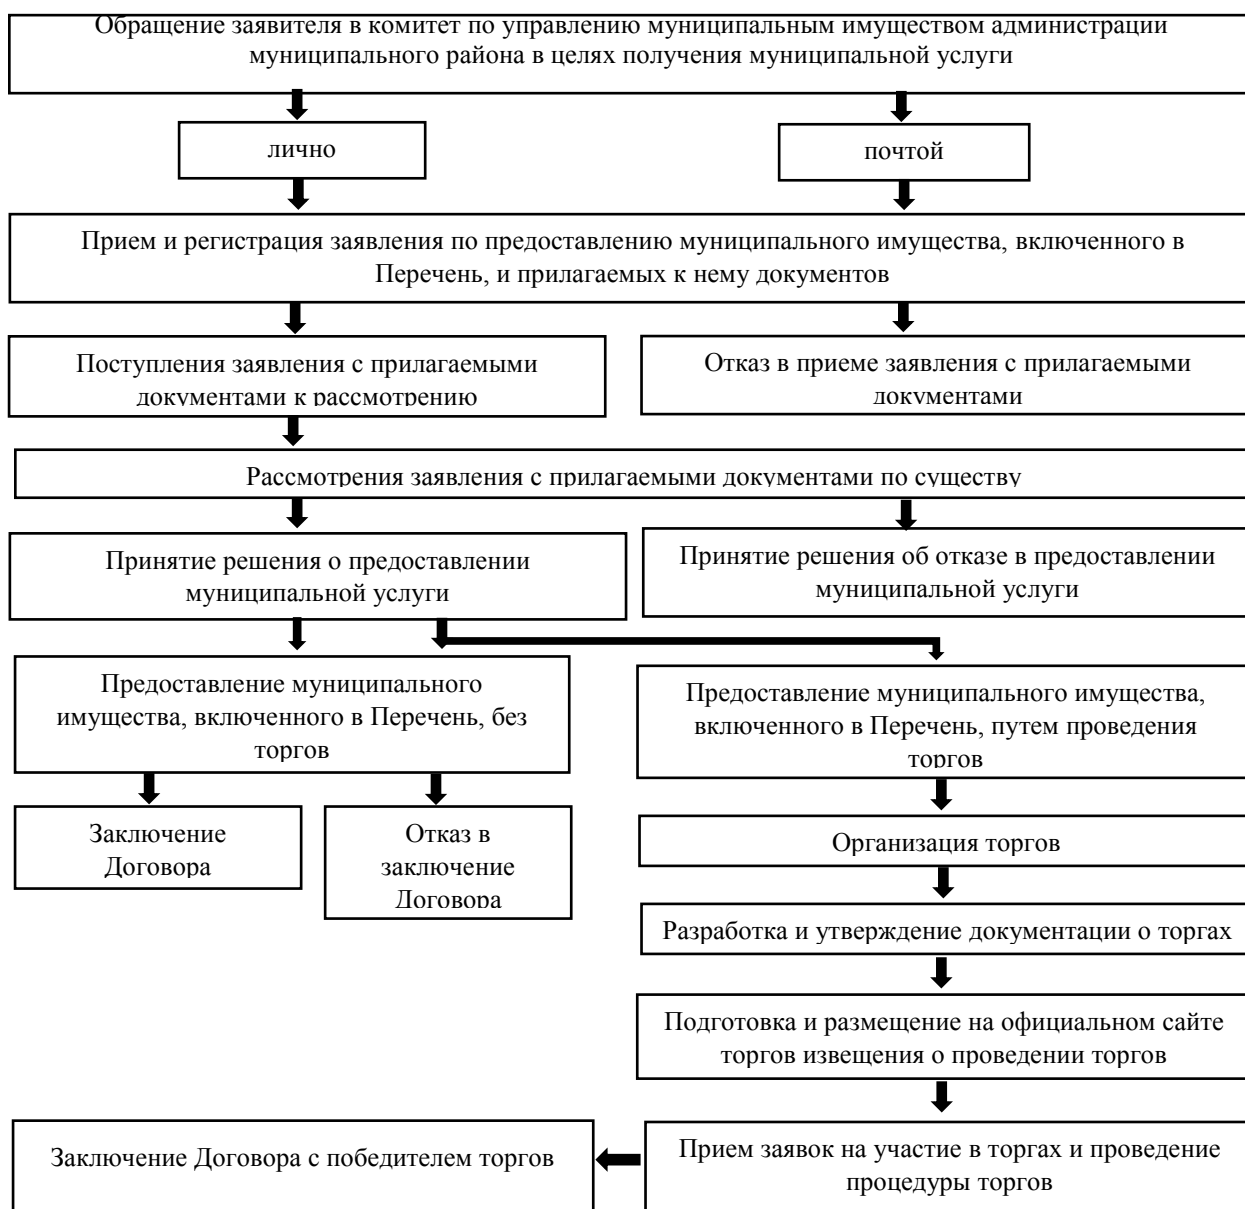 Обращение заявителя в комитет по управлению муниципальным имуществом администрации
муниципального района в целях получения муниципальной услуги
лично
почтой
Прием и регистрация заявления по предоставлению муниципального имущества, включенного в
Перечень, и прилагаемых к нему документов
Поступления заявления с прилагаемыми
документами к рассмотрению
Отказ в приеме заявления с прилагаемыми
документами
Рассмотрения заявления с прилагаемыми документами по существу
Принятие решения о предоставлении
муниципальной услуги
Принятие решения об отказе в предоставлении
муниципальной услуги
Предоставление муниципального
имущества, включенного в Перечень, без
торгов
Предоставление муниципального имущества,
включенного в Перечень, путем проведения
торгов
Заключение
Договора
Отказ в
заключение
Договора
Организация торгов
Разработка и утверждение документации о торгах
Подготовка и размещение на официальном сайте
торгов извещения о проведении торгов
Заключение Договора с победителем торгов
Прием заявок на участие в торгах и проведение
процедуры торгов